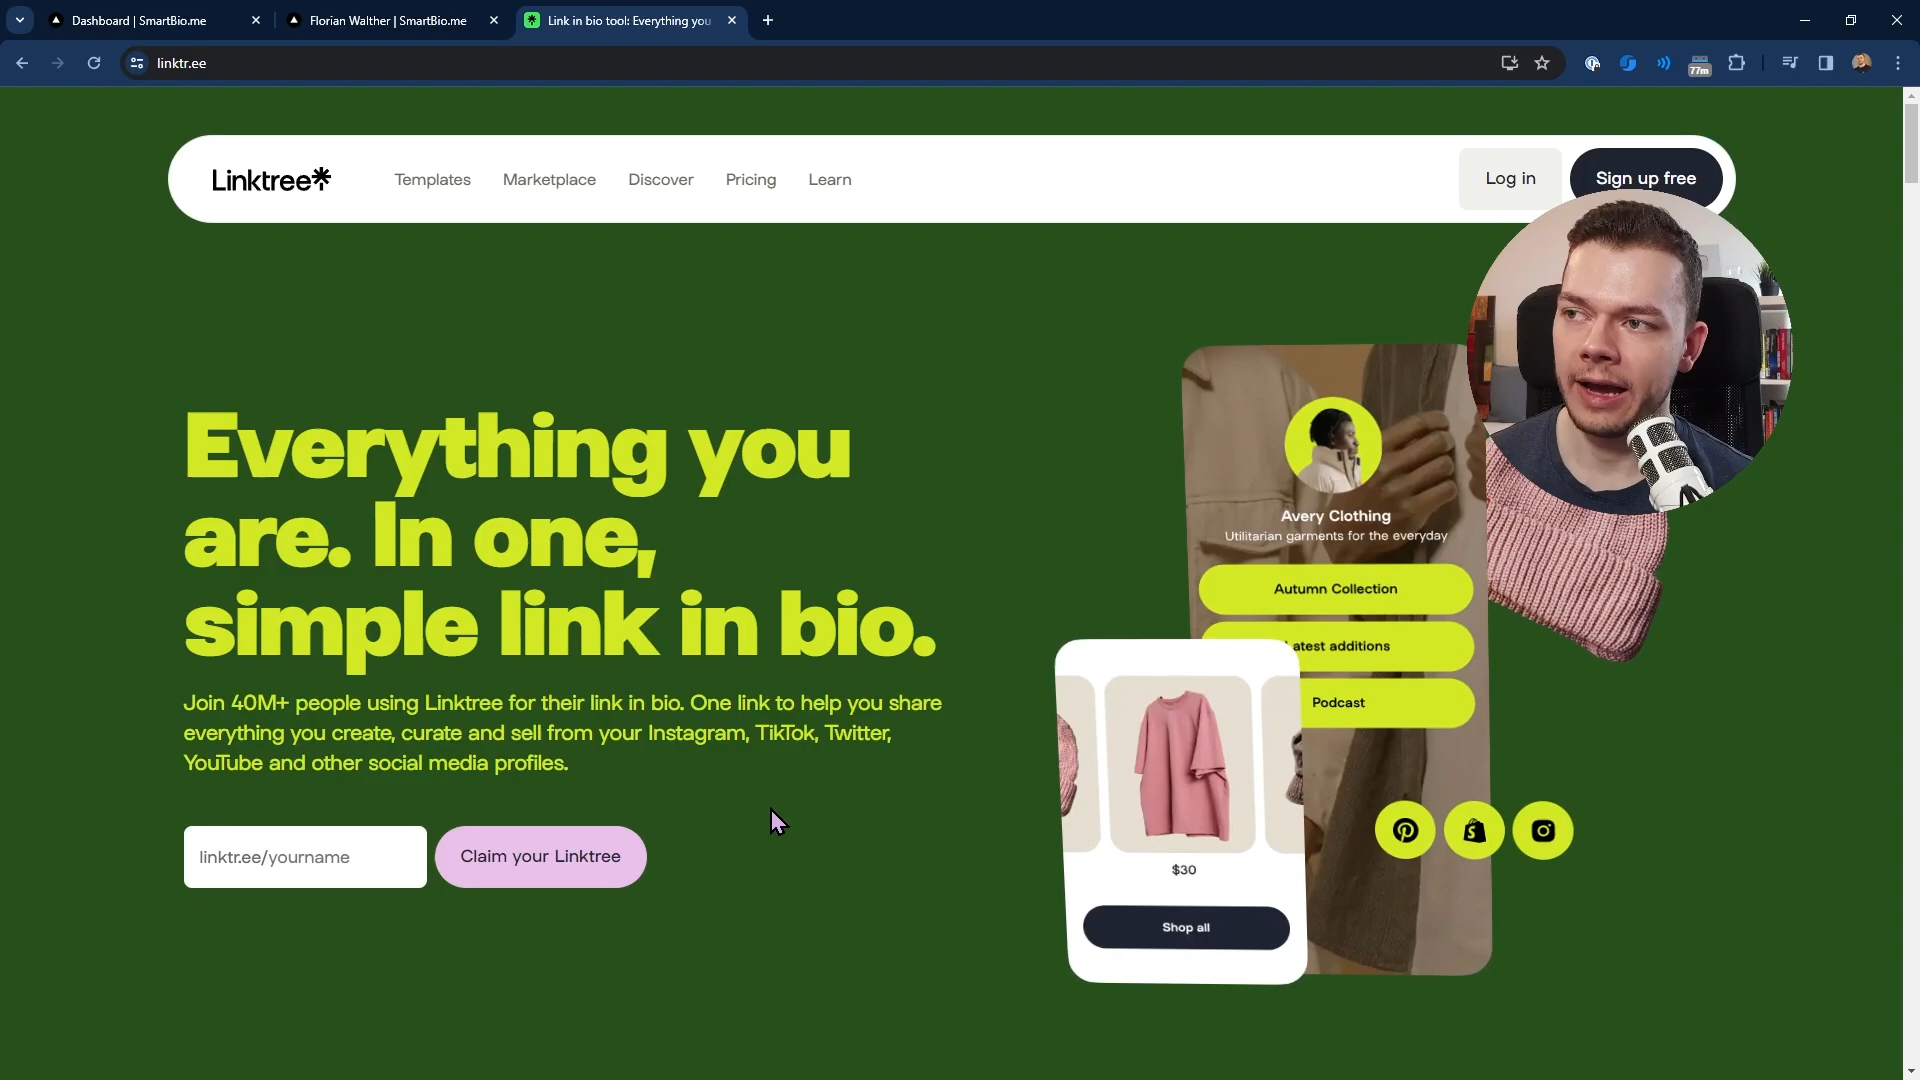 Dashboard | SmartBio.me
Florian Walther | SmartBio.me
Link in bio tool: Everything you
linktr.ee
77m
Linktree
Templates
Marketplace
Discover
Pricing
Learn
Log in
Sign up free
Everything you
are. In one,
simple link in bio.
Join 40M+ people using Linktree for their link in bio. One link to help you share
everything you create, curate and sell from your Instagram, TikTok, Twitter,
YouTube and other social media profiles.
linktr.ee/yourname
Claim your Linktree
Avery Clothing
Utilitarian garments for the everyday
Autumn Collection
Latest additions
Podcast
$30
Shop all